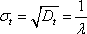 σₜ = √Dₜ = 1/λ